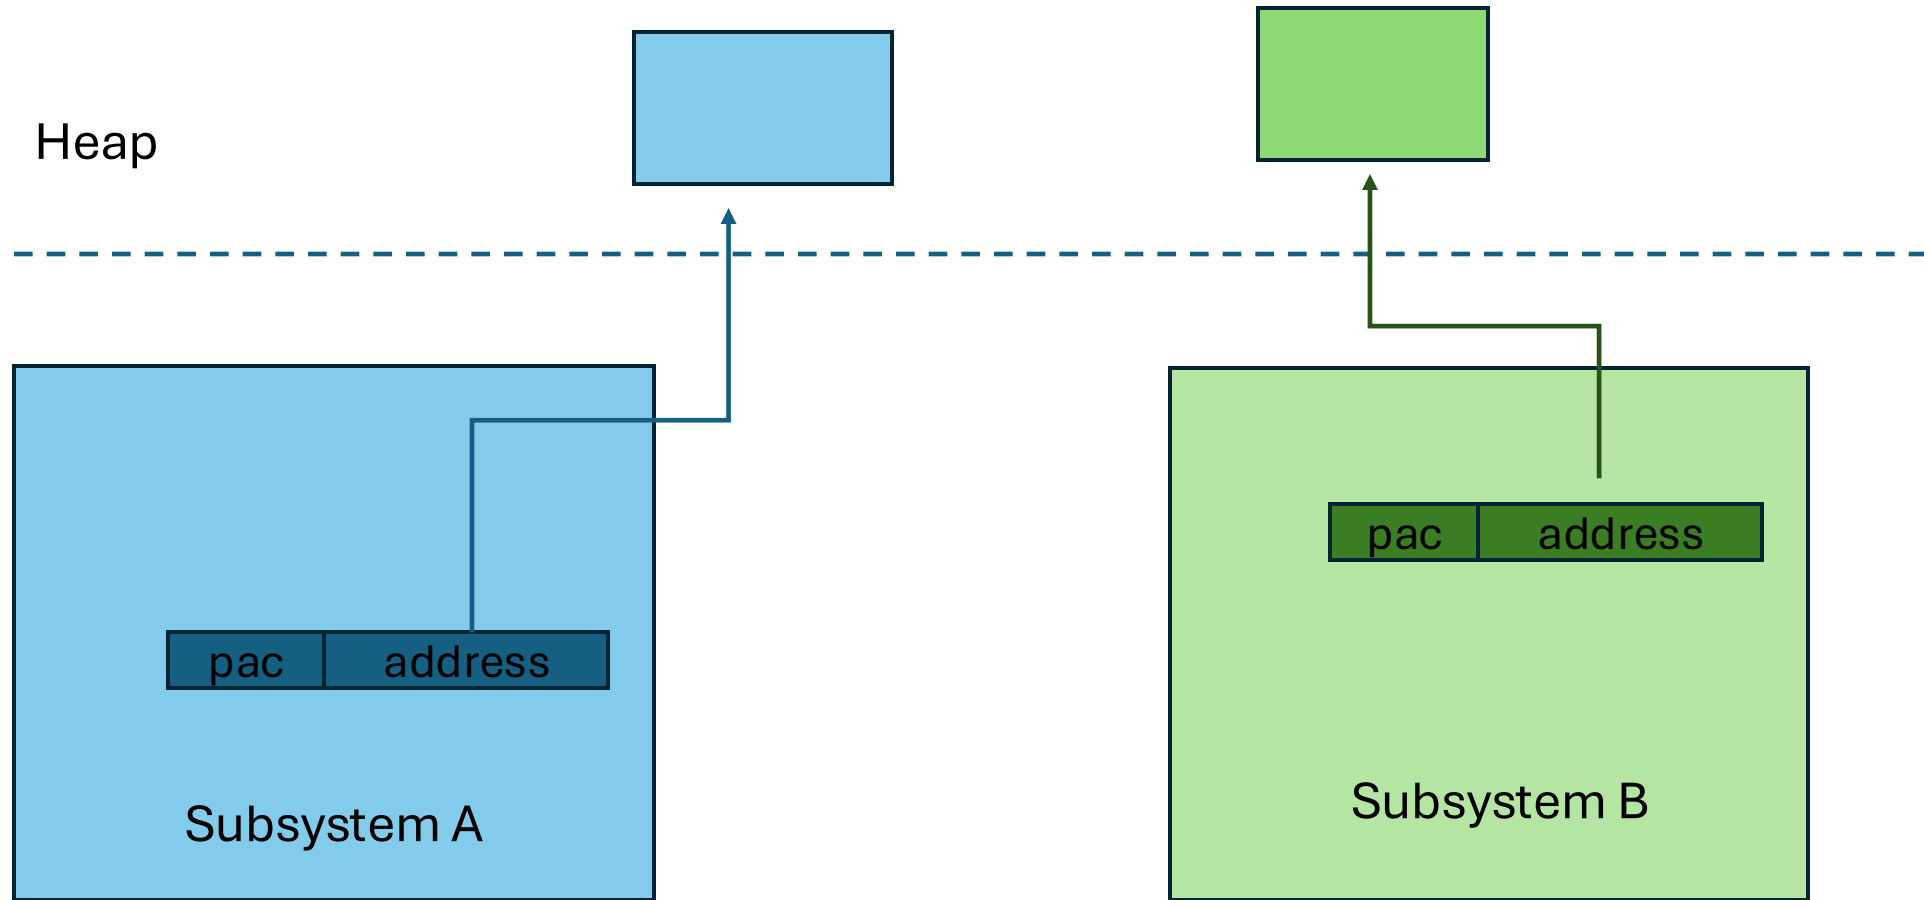 Heap
pac address
Subsystem A
pac address
Subsystem B